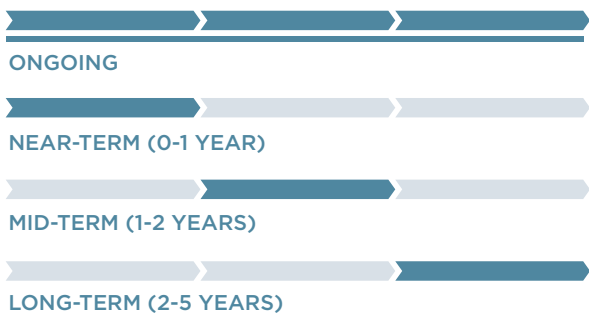 ONGOING
NEAR-TERM (0-1 YEAR)
MID-TERM (1-2 YEARS)
LONG-TERM (2-5 YEARS)